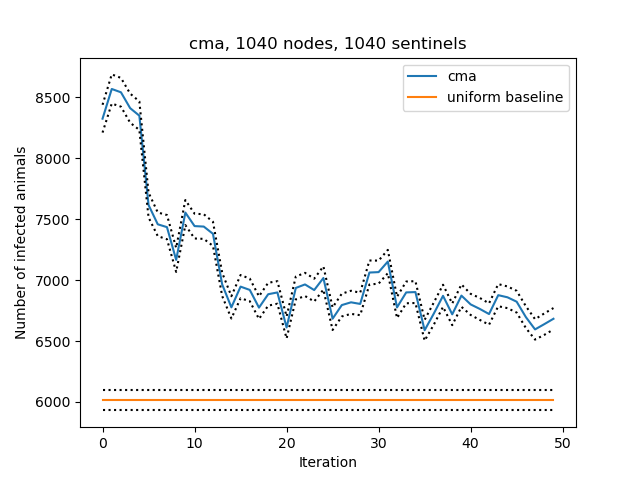 cma, 1040 nodes, 1040 sentinels
cma
uniform baseline
Number of infected animals
8500
8000
7500
7000
6500
6000
0 10 20 30 40 50
Iteration